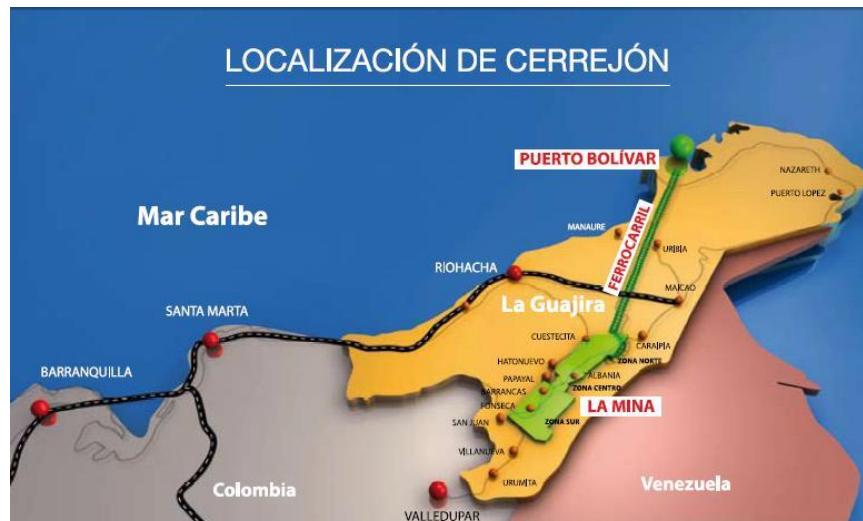 LOCALIZACIÓN DE CERREJÓN
PUERTO BOLÍVAR
NAZARETH
PUERTO LOPEZ
Mar Caribe
MANAURE
URIBIA
FERROCARRIL
RIOHACHA
MAICAO
La Guajira
SANTA MARTA
CUESTECITA
CARAIPIA
ZONA NORTE
HATONUEVO
BARRANQUILLA
PAPAYAL
ALBANIA
ZONA CENTRO
BARRANCAS
FONSECA
LA MINA
SAN JUAN
ZONA SUR
VILLANUEVA
URUMITA
Colombia
Venezuela
VALLEDUPAR